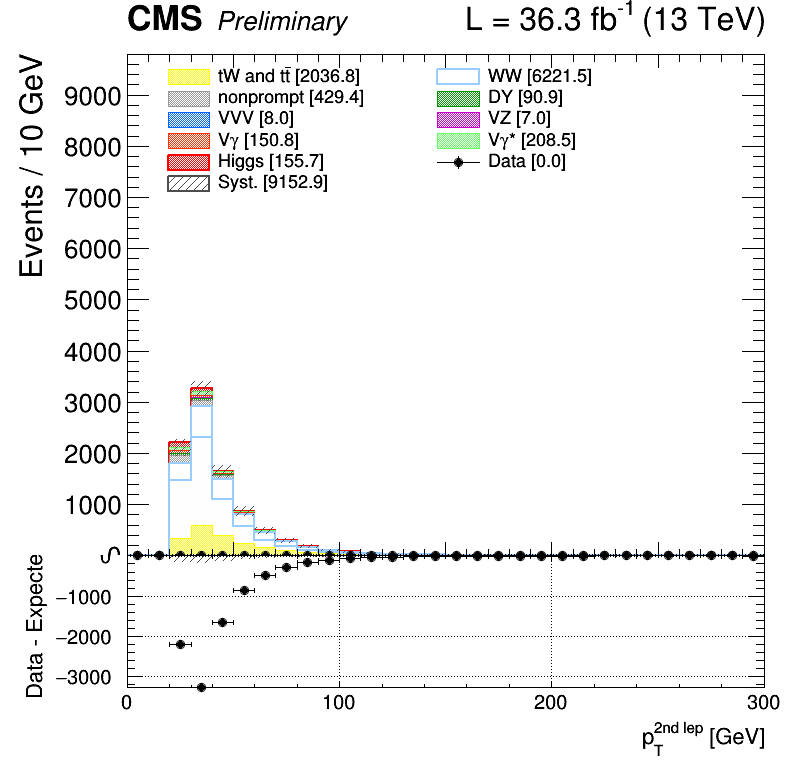 CMS Preliminary L = 36.3 fb⁻¹ (13 TeV)
Events / 10 GeV
tW and tt̄ [2036.8]
nonprompt [429.4]
VVV [8.0]
Vγ [150.8]
Higgs [155.7]
Syst. [9152.9]
WW [6221.5]
DY [90.9]
VZ [7.0]
Vγ* [208.5]
Data [0.0]
9000
8000
7000
6000
5000
4000
3000
2000
1000
0
Data - Expecte
−1000
−2000
−3000
0 100 200 300
p_T^2nd lep [GeV]